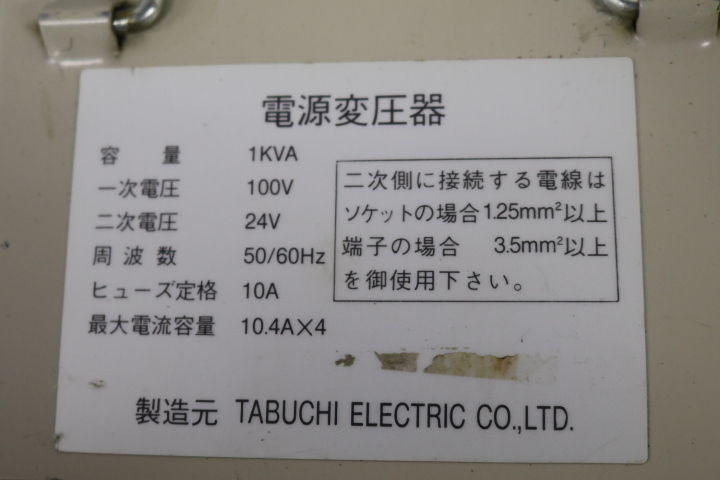 電源変圧器
容量 1KVA
一次電圧 100V
二次電圧 24V
周波数 50/60Hz
ヒューズ定格 10A
最大電流容量 10.4A×4
二次側に接続する電線は
ソケットの場合 1.25mm²以上
端子の場合 3.5mm²以上
を御使用下さい。
製造元 TABUCHI ELECTRIC CO.,LTD.